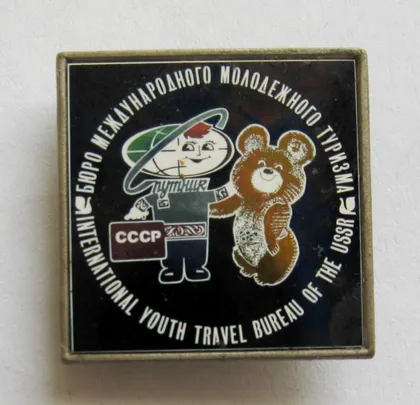 БЮРО МЕЖДУНАРОДНОГО МОЛОДЕЖНОГО ТУРИЗМА
Спутник
СССР
INTERNATIONAL YOUTH TRAVEL BUREAU OF THE USSR